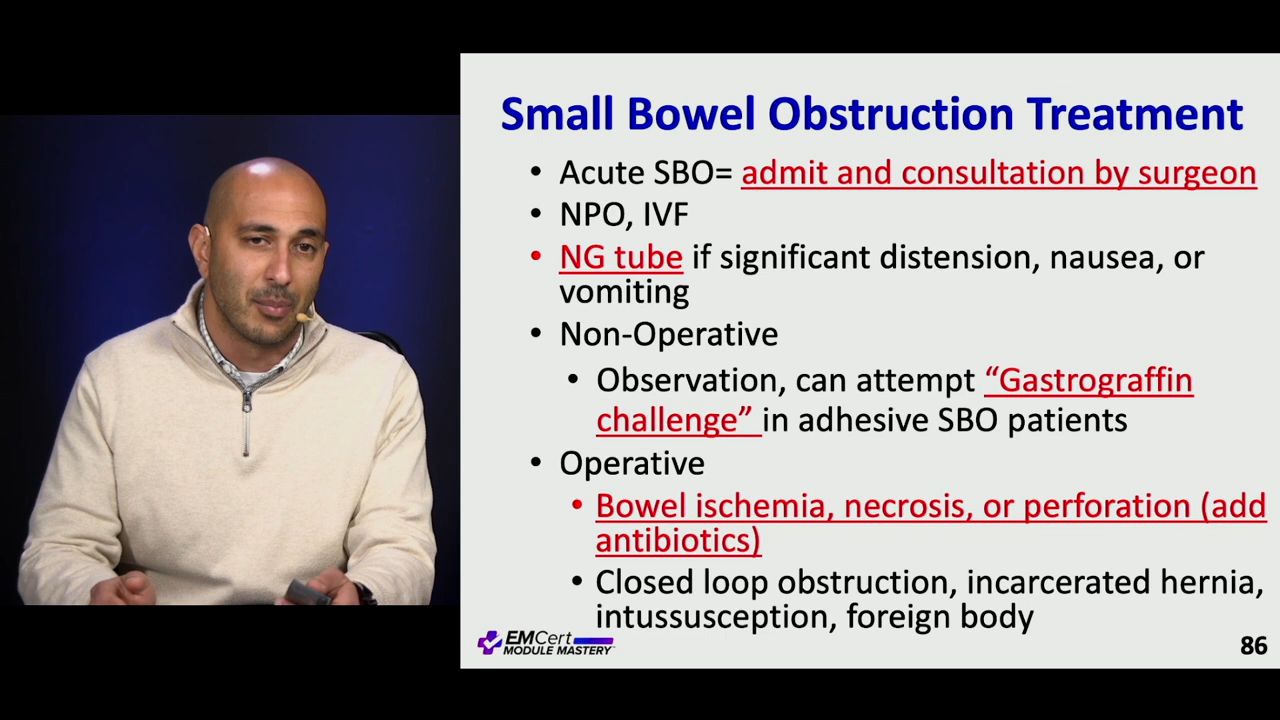 Small Bowel Obstruction Treatment
• Acute SBO= admit and consultation by surgeon
• NPO, IVF
• NG tube if significant distension, nausea, or
vomiting
• Non-Operative
• Observation, can attempt “Gastrograffin
challenge” in adhesive SBO patients
• Operative
• Bowel ischemia, necrosis, or perforation (add
antibiotics)
• Closed loop obstruction, incarcerated hernia,
intussusception, foreign body
EMCert
MODULE MASTERY
86